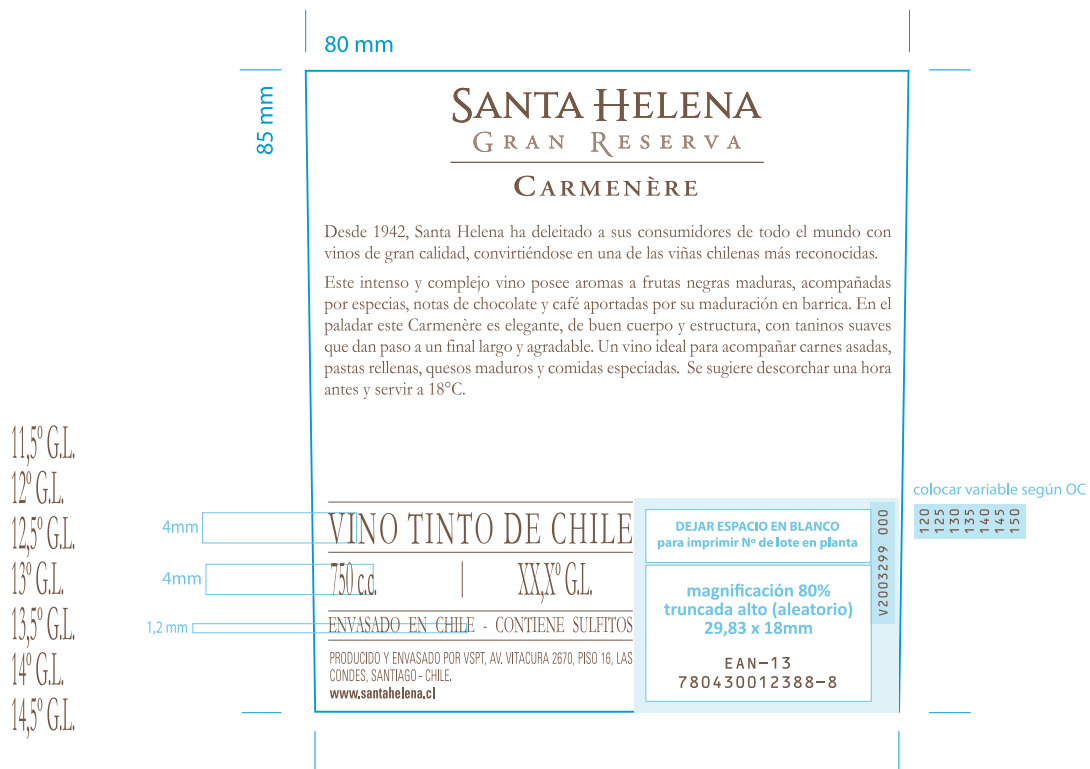 80 mm
85 mm
SANTA HELENA
GRAN RESERVA
CARMENÈRE
Desde 1942, Santa Helena ha deleitado a sus consumidores de todo el mundo con
vinos de gran calidad, convirtiéndose en una de las viñas chilenas más reconocidas.
Este intenso y complejo vino posee aromas a frutas negras maduras, acompañadas
por especias, notas de chocolate y café aportadas por su maduración en barrica. En el
paladar este Carmenère es elegante, de buen cuerpo y estructura, con taninos suaves
que dan paso a un final largo y agradable. Un vino ideal para acompañar carnes asadas,
pastas rellenas, quesos maduros y comidas especiadas. Se sugiere descorchar una hora
antes y servir a 18°C.
11,5º G.L.
12º G.L.
12,5º G.L.
13º G.L.
13,5º G.L.
14º G.L.
14,5º G.L.
4mm
VINO TINTO DE CHILE
4mm
750 c.c. | XX,Xº G.L.
1,2 mm
ENVASADO EN CHILE - CONTIENE SULFITOS
PRODUCIDO Y ENVASADO POR VSPT, AV. VITACURA 2670, PISO 16, LAS
CONDES, SANTIAGO - CHILE.
www.santahelena.cl
DEJAR ESPACIO EN BLANCO
para imprimir Nº de lote en planta
magnificación 80%
truncada alto (aleatorio)
29,83 x 18mm
EAN-13
780430012388-8
V2003299 000
colocar variable según OC
120
125
130
135
140
145
150